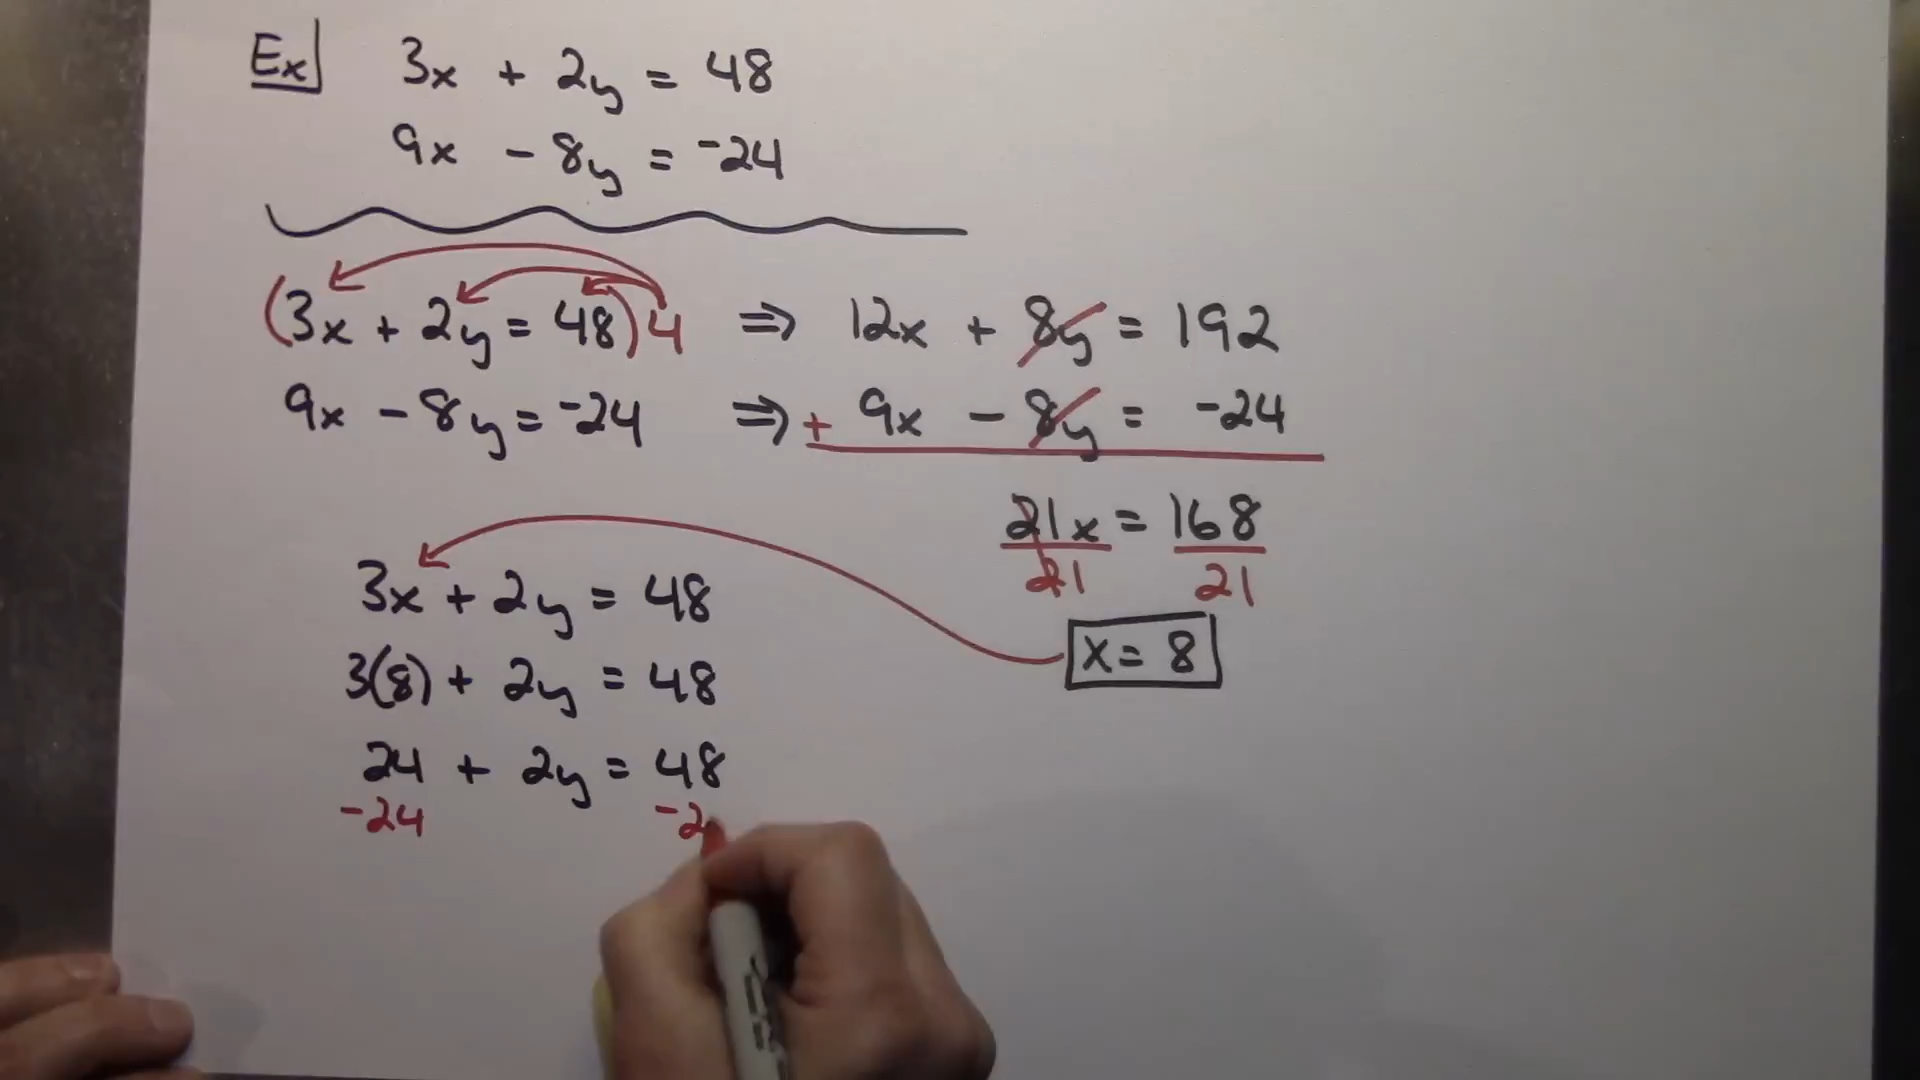 Ex 3x + 2y = 48
9x - 8y = -24
(3x + 2y = 48)4 ⇒ 12x + 8y = 192
9x - 8y = -24 ⇒ + 9x - 8y = -24
21x = 168
21 21
x = 8
3x + 2y = 48
3(8) + 2y = 48
24 + 2y = 48
-24 -2